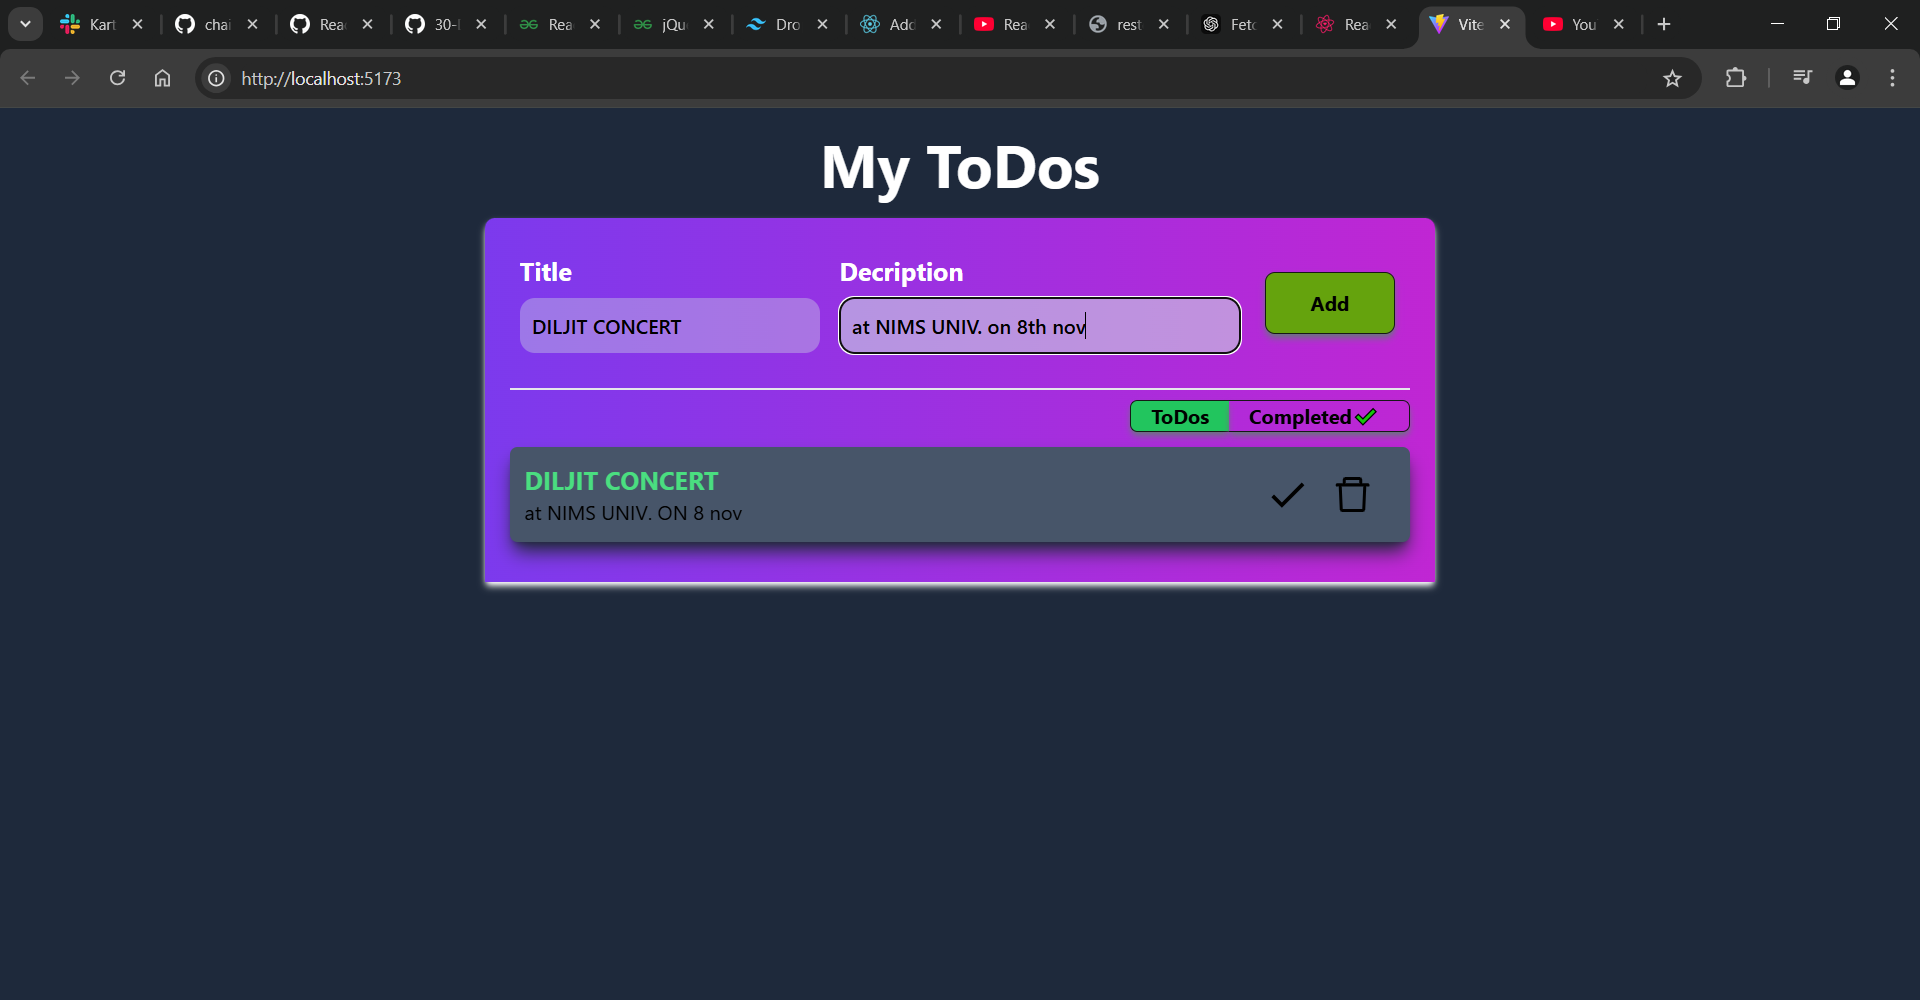 Kart
chai
Rea
30-
Rea
jQu
Dro
Add
Rea
rest
Fetc
Rea
Vite
You
http://localhost:5173
My ToDos
Title
Decription
Add
DILJIT CONCERT
at NIMS UNIV. on 8th nov
ToDos
Completed
DILJIT CONCERT
at NIMS UNIV. ON 8 nov